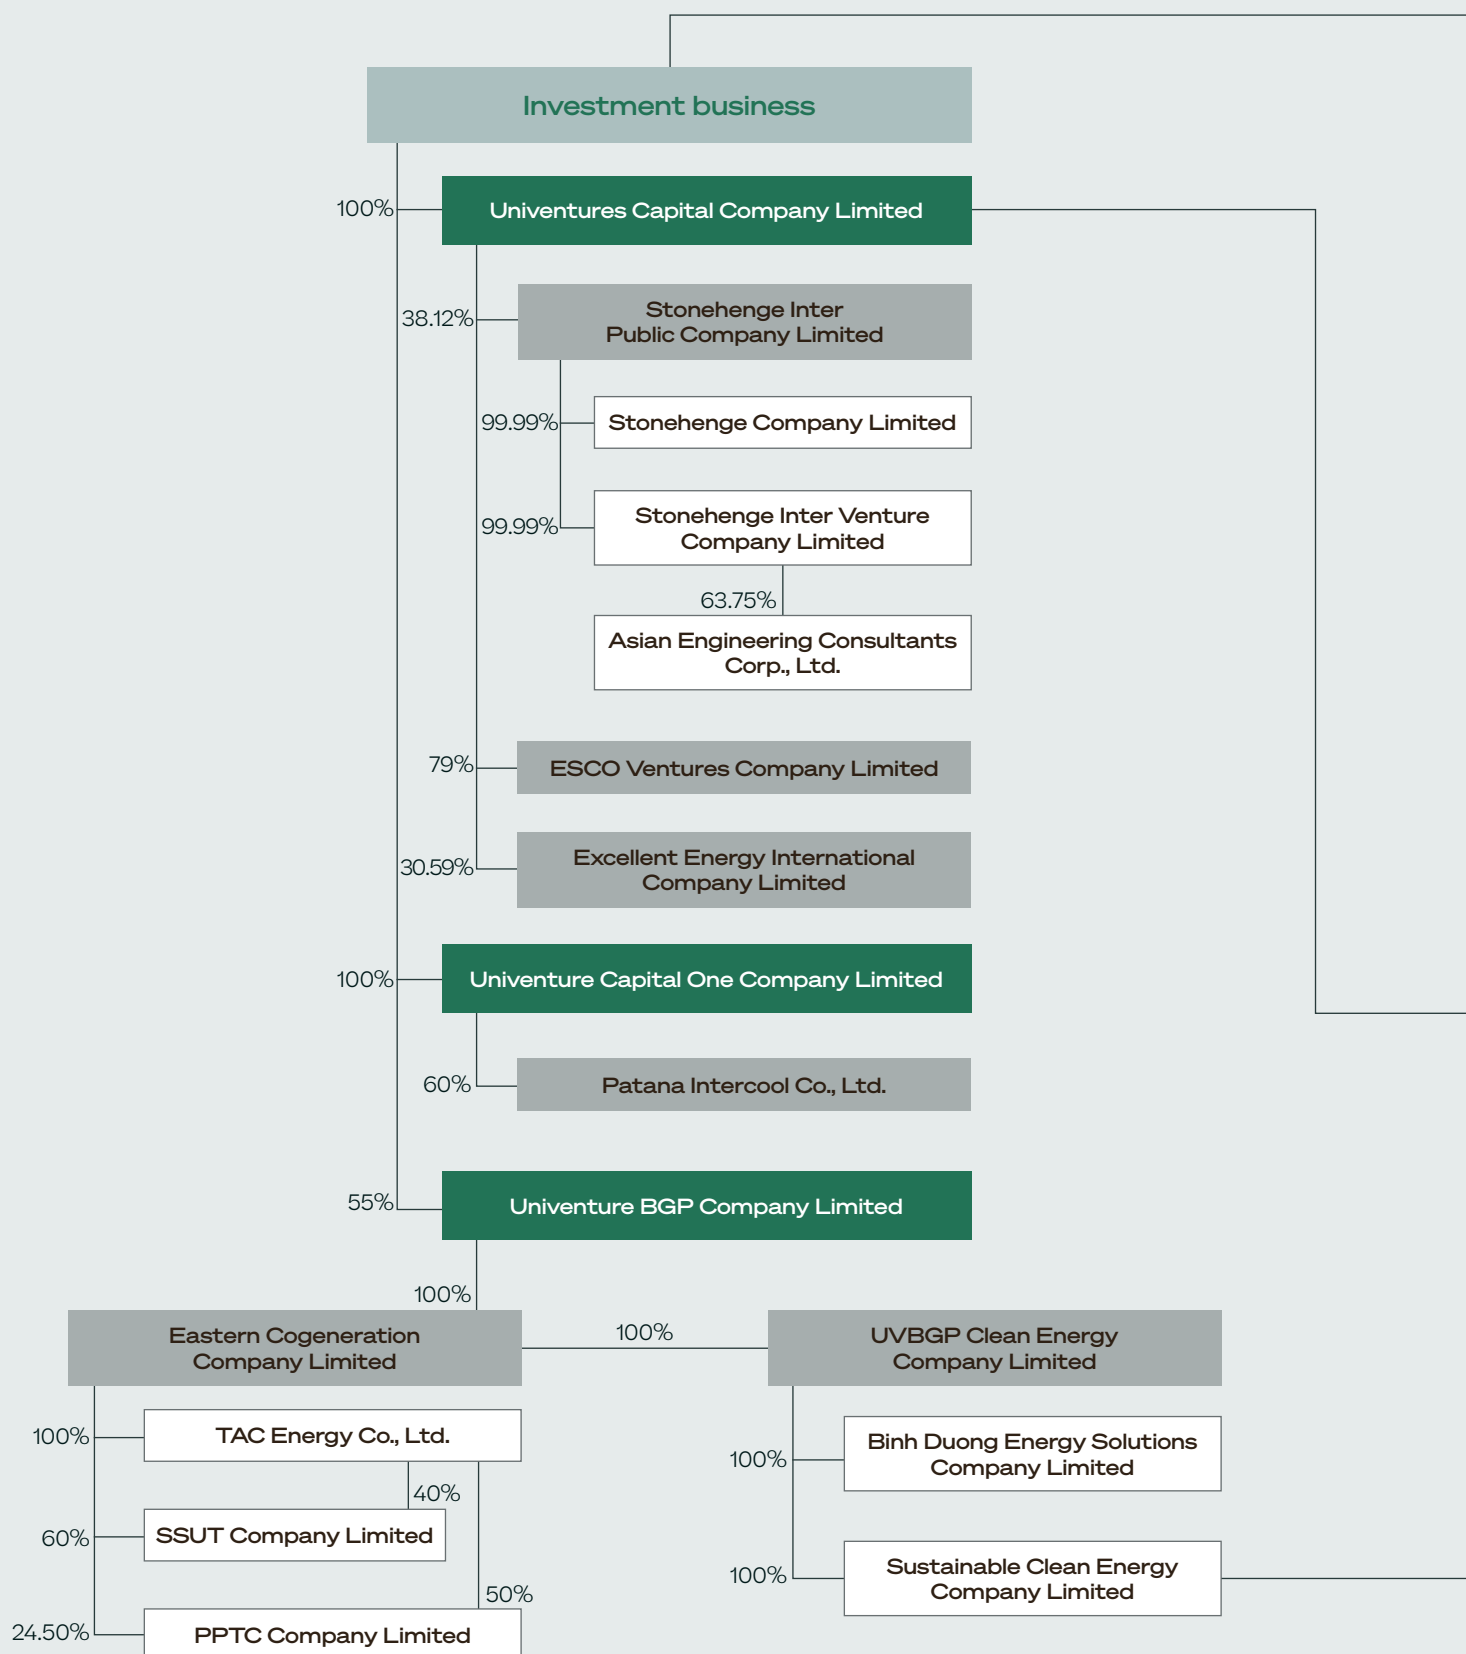 Investment business
100%
Univentures Capital Company Limited
38.12%
Stonehenge Inter
Public Company Limited
99.99%
Stonehenge Company Limited
99.99%
Stonehenge Inter Venture
Company Limited
63.75%
Asian Engineering Consultants
Corp., Ltd.
79%
ESCO Ventures Company Limited
30.59%
Excellent Energy International
Company Limited
100%
Univenture Capital One Company Limited
60%
Patana Intercool Co., Ltd.
55%
Univenture BGP Company Limited
100%
Eastern Cogeneration
Company Limited
100%
UVBGP Clean Energy
Company Limited
100%
TAC Energy Co., Ltd.
40%
60%
SSUT Company Limited
50%
24.50%
PPTC Company Limited
100%
Binh Duong Energy Solutions
Company Limited
100%
Sustainable Clean Energy
Company Limited